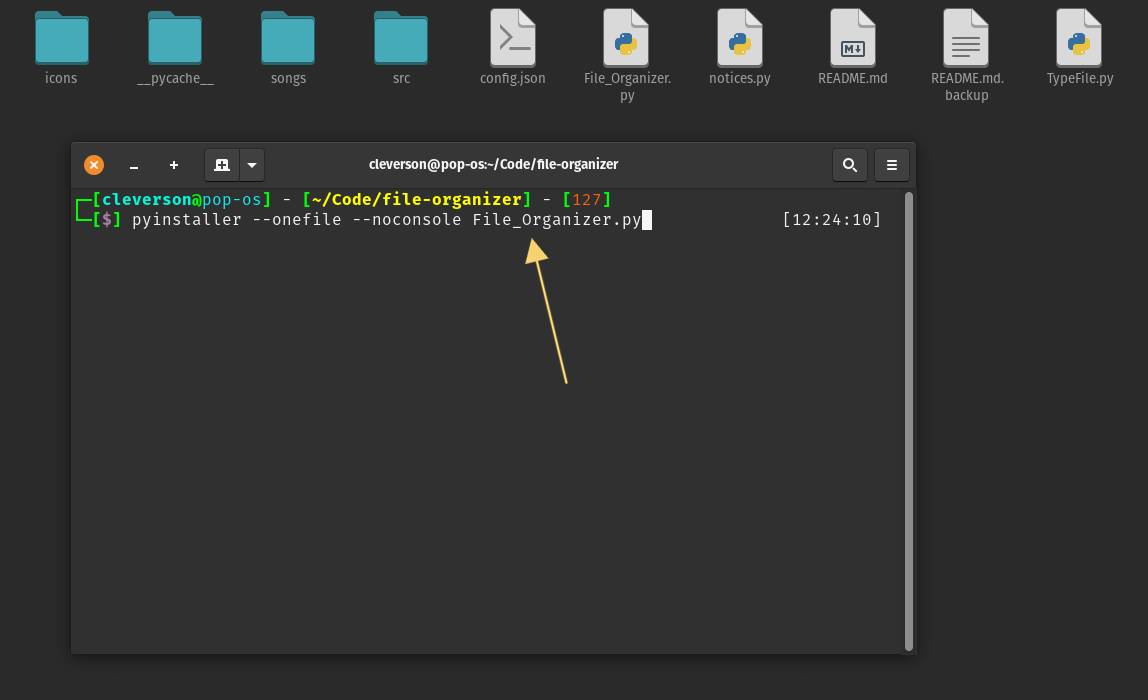 icons
__pycache__
songs
src
config.json
File_Organizer.
py
notices.py
README.md
README.md.
backup
TypeFile.py
cleverson@pop-os:~/Code/file-organizer
[cleverson@pop-os] - [~/Code/file-organizer] - [127]
[$] pyinstaller --onefile --noconsole File_Organizer.py [12:24:10]